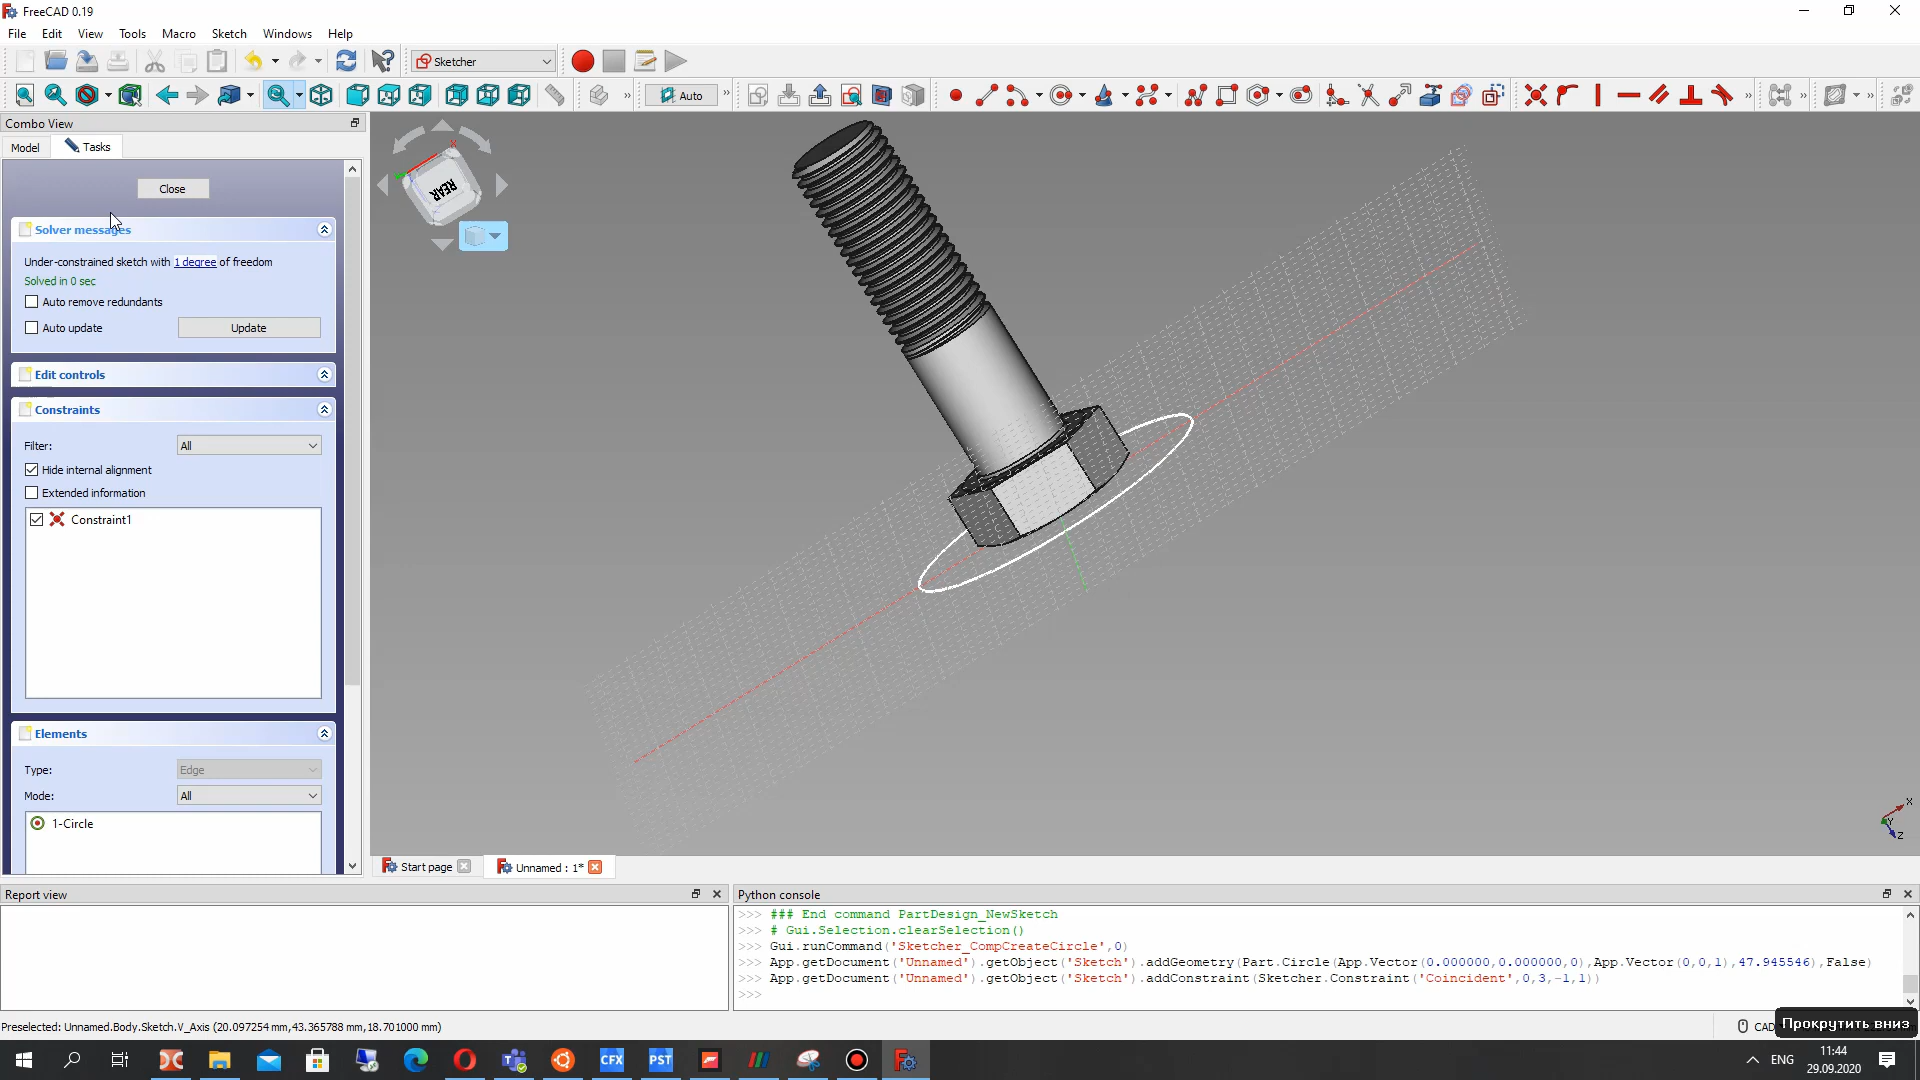 FreeCAD 0.19
File Edit View Tools Macro Sketch Windows Help
Sketcher
Auto
Combo View
Model Tasks
Close
Solver messages
Under-constrained sketch with 1 degree of freedom
Solved in 0 sec
Auto remove redundants
Auto update Update
Edit controls
Constraints
Filter: All
Hide internal alignment
Extended information
Constraint1
Elements
Type: Edge
Mode: All
1-Circle
REAR
X
X
Y
Z
Start page Unnamed : 1*
Report view
Python console
>>> ### End command PartDesign_NewSketch
>>> # Gui.Selection.clearSelection()
>>> Gui.runCommand('Sketcher_CompCreateCircle',0)
>>> App.getDocument('Unnamed').getObject('Sketch').addGeometry(Part.Circle(App.Vector(0.000000,0.000000,0),App.Vector(0,0,1),47.945546),False)
>>> App.getDocument('Unnamed').getObject('Sketch').addConstraint(Sketcher.Constraint('Coincident',0,3,-1,1))
>>>
Preselected: Unnamed.Body.Sketch.V_Axis (20.097254 mm,43.365788 mm,18.701000 mm)
CAD
Прокрутить вниз
CFX PST
ENG
11:44
29.09.2020